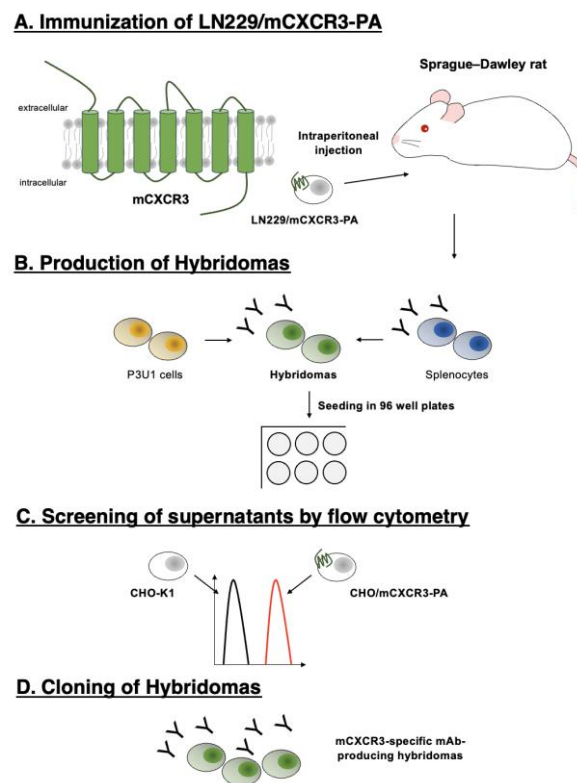 A. Immunization of LN229/mCXCR3-PA
Sprague–Dawley rat
extracellular
Intraperitoneal
injection
intracellular
mCXCR3
LN229/mCXCR3-PA
B. Production of Hybridomas
P3U1 cells
Hybridomas
Splenocytes
Seeding in 96 well plates
C. Screening of supernatants by flow cytometry
CHO-K1
CHO/mCXCR3-PA
D. Cloning of Hybridomas
mCXCR3-specific mAb-
producing hybridomas